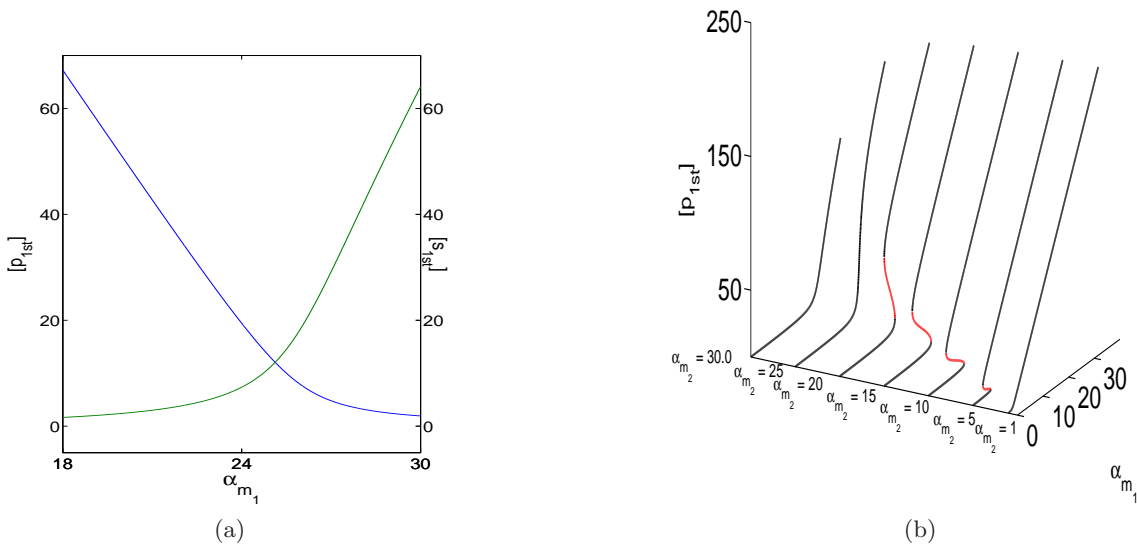 60
40
20
0
[p1st]
60
40
20
0
[s1st]
18
24
30
αm1
(a)
250
150
50
[p1st]
αm2 = 30.0
αm2 = 25
αm2 = 20
αm2 = 15
αm2 = 10
αm2 = 5
αm2 = 1
0
10
20
30
αm1
(b)